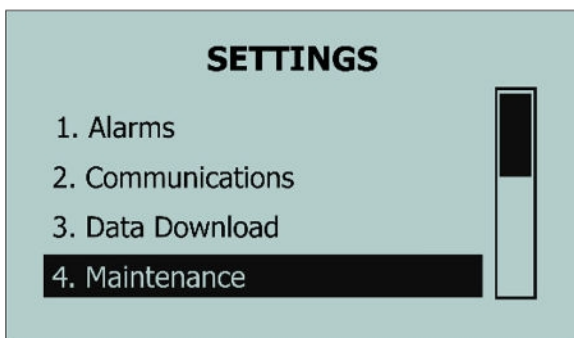 SETTINGS
1. Alarms
2. Communications
3. Data Download
4. Maintenance